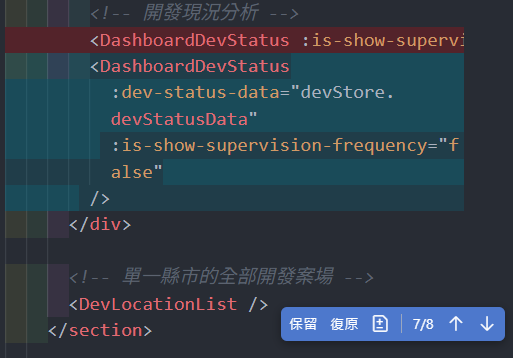 <!-- 開發現況分析 -->
<DashboardDevStatus :is-show-supervi
<DashboardDevStatus
:dev-status-data="devStore.
devStatusData"
:is-show-supervision-frequency="f
alse"
/>
</div>
<!-- 單一縣市的全部開發案場 -->
<DevLocationList />
</section>
保留 復原 7/8